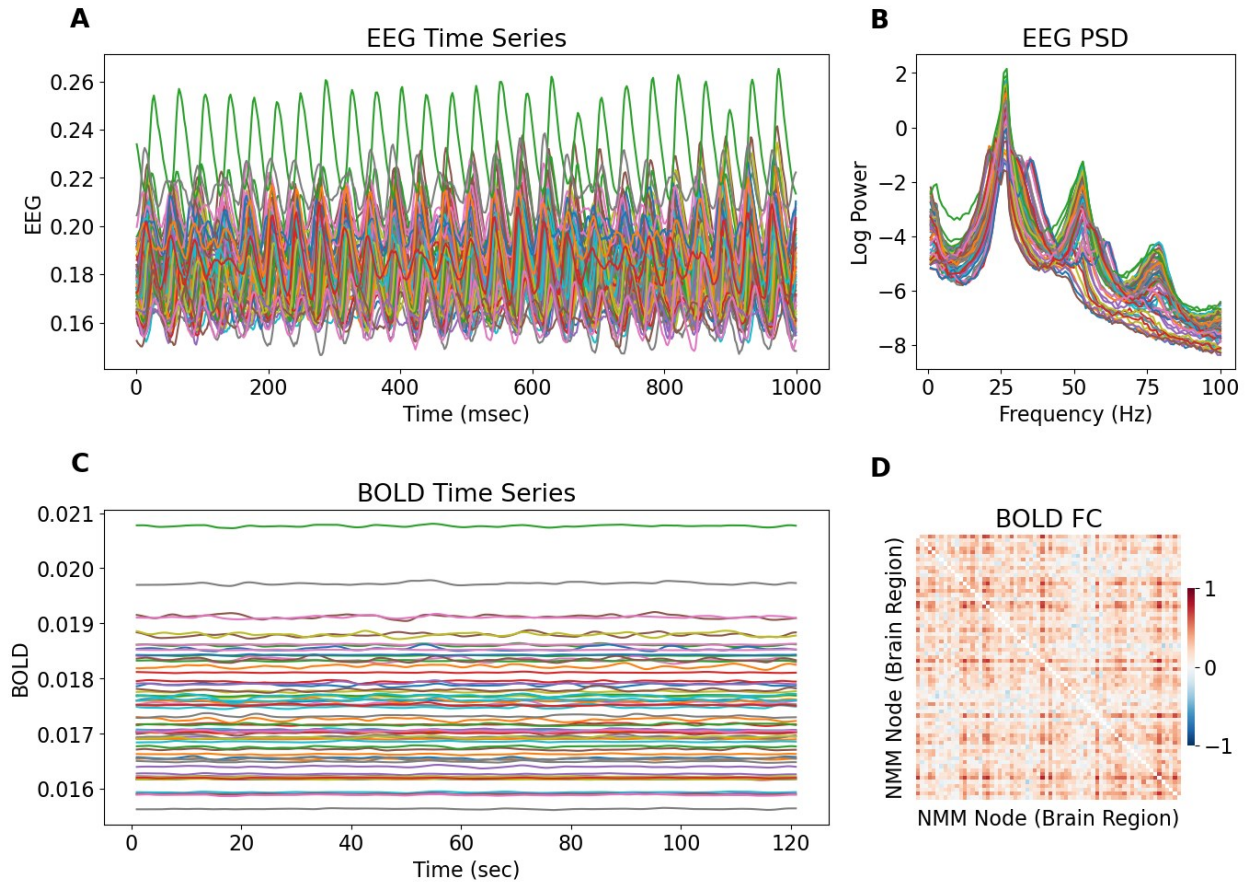 A
EEG Time Series
EEG
0.26
0.24
0.22
0.20
0.18
0.16
0
200
400
600
800
1000
Time (msec)
B
EEG PSD
Log Power
2
0
−2
−4
−6
−8
0
25
50
75
100
Frequency (Hz)
C
BOLD Time Series
BOLD
0.021
0.020
0.019
0.018
0.017
0.016
0
20
40
60
80
100
120
Time (sec)
D
BOLD FC
NMM Node (Brain Region)
1
0
−1
NMM Node (Brain Region)